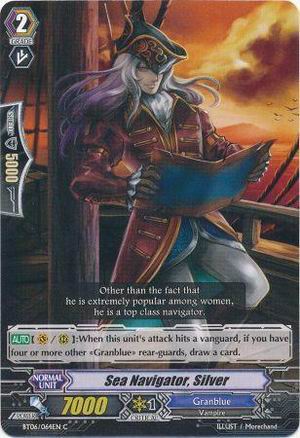 2
GRADE
SHIELD
5000
Other than the fact that
he is extremely popular among women,
he is a top class navigator.
AUTO [ / ]:When this unit's attack hits a vanguard, if you have
four or more other «Granblue» rear-guards, draw a card.
NORMAL
UNIT
Sea Navigator, Silver
POWER
7000
CRITICAL
1
Granblue
Vampire
BT06/064EN C
ILLUST / Morechand